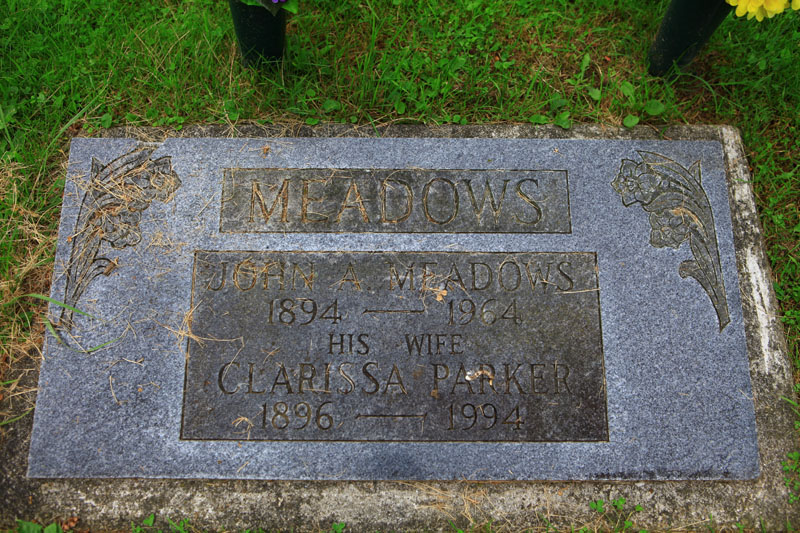 MEADOWS
JOHN A. MEADOWS
1894 — 1964
HIS WIFE
CLARISSA PARKER
1896 — 1994